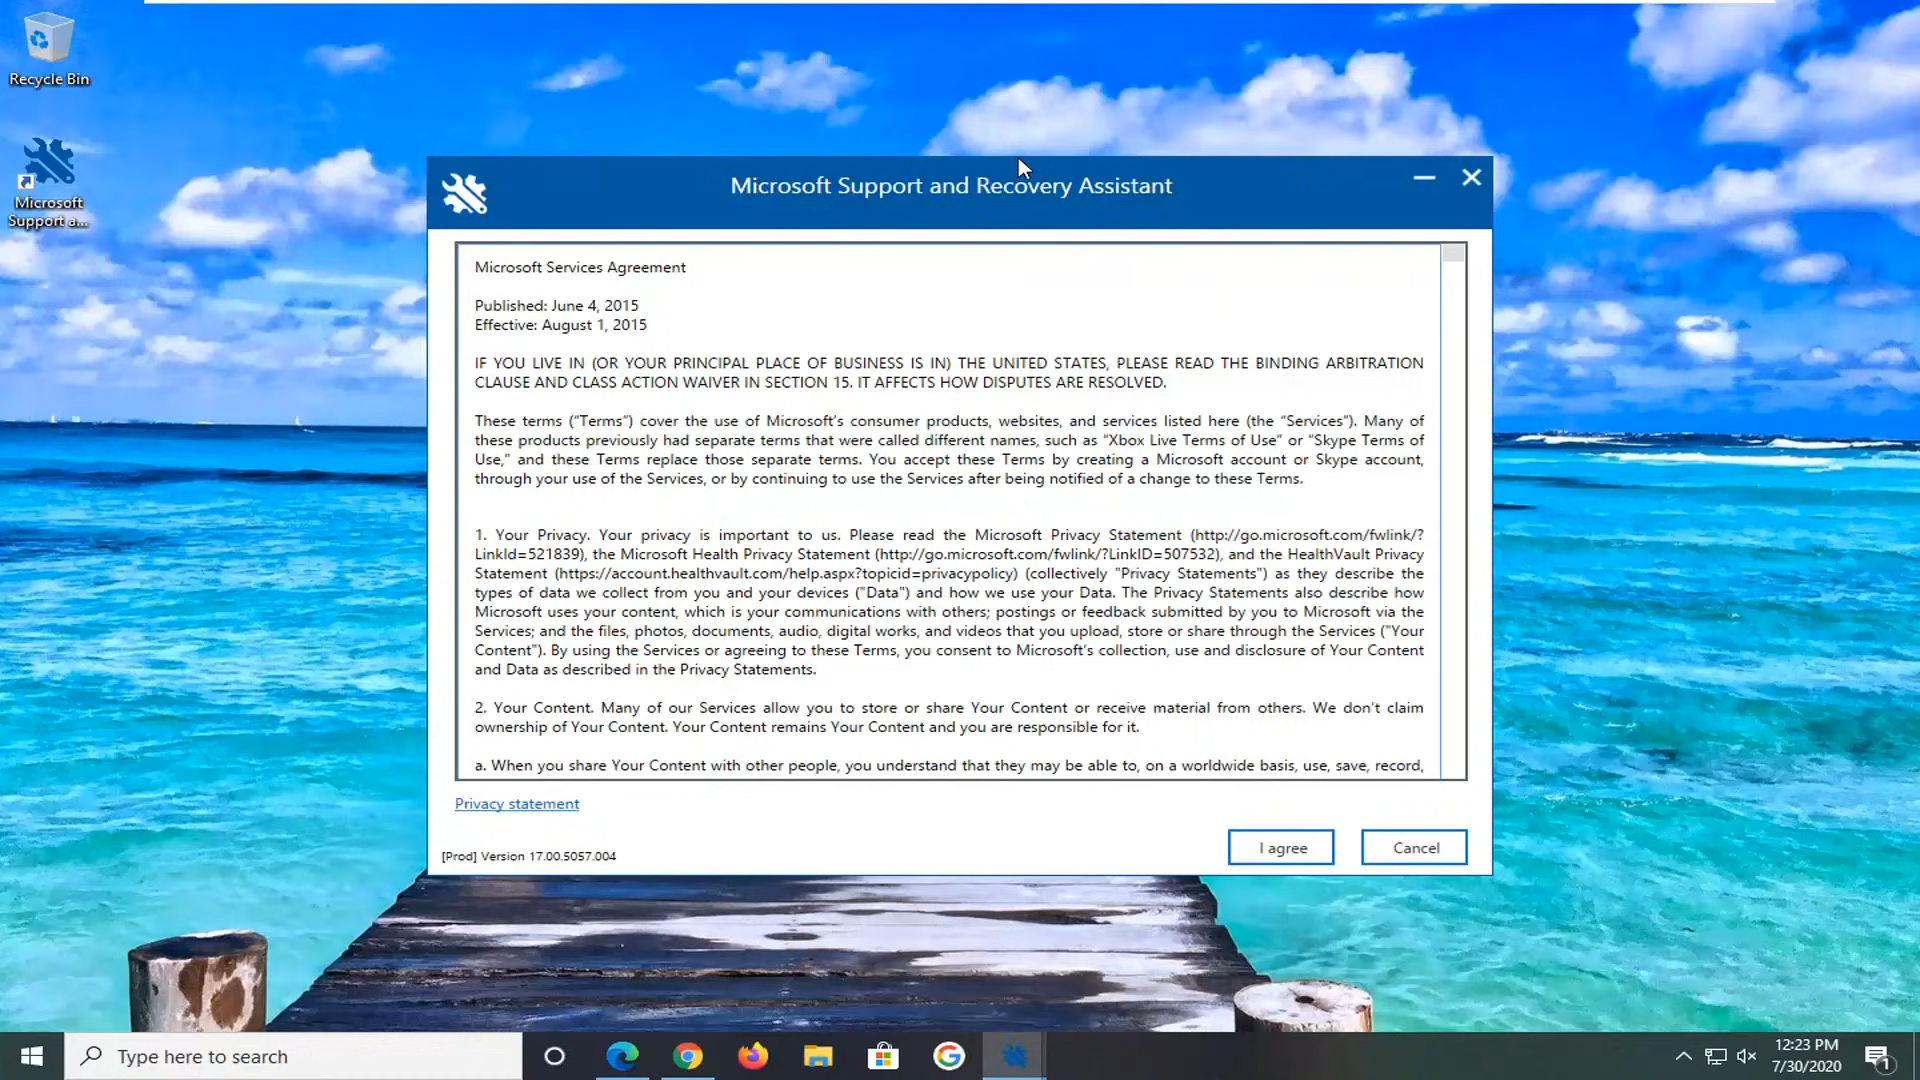 Recycle Bin
Microsoft
Support a...
Microsoft Support and Recovery Assistant
Microsoft Services Agreement
Published: June 4, 2015
Effective: August 1, 2015
IF YOU LIVE IN (OR YOUR PRINCIPAL PLACE OF BUSINESS IS IN) THE UNITED STATES, PLEASE READ THE BINDING ARBITRATION
CLAUSE AND CLASS ACTION WAIVER IN SECTION 15. IT AFFECTS HOW DISPUTES ARE RESOLVED.
These terms (“Terms”) cover the use of Microsoft’s consumer products, websites, and services listed here (the “Services”). Many of
these products previously had separate terms that were called different names, such as “Xbox Live Terms of Use” or “Skype Terms of
Use,” and these Terms replace those separate terms. You accept these Terms by creating a Microsoft account or Skype account,
through your use of the Services, or by continuing to use the Services after being notified of a change to these Terms.
1. Your Privacy. Your privacy is important to us. Please read the Microsoft Privacy Statement (http://go.microsoft.com/fwlink/?
LinkId=521839), the Microsoft Health Privacy Statement (http://go.microsoft.com/fwlink/?LinkID=507532), and the HealthVault Privacy
Statement (https://account.healthvault.com/help.aspx?topicid=privacypolicy) (collectively "Privacy Statements") as they describe the
types of data we collect from you and your devices ("Data") and how we use your Data. The Privacy Statements also describe how
Microsoft uses your content, which is your communications with others; postings or feedback submitted by you to Microsoft via the
Services; and the files, photos, documents, audio, digital works, and videos that you upload, store or share through the Services ("Your
Content"). By using the Services or agreeing to these Terms, you consent to Microsoft’s collection, use and disclosure of Your Content
and Data as described in the Privacy Statements.
2. Your Content. Many of our Services allow you to store or share Your Content or receive material from others. We don’t claim
ownership of Your Content. Your Content remains Your Content and you are responsible for it.
a. When you share Your Content with other people, you understand that they may be able to, on a worldwide basis, use, save, record,
Privacy statement
I agree
Cancel
[Prod] Version 17.00.5057.004
Type here to search
12:23 PM
7/30/2020
1